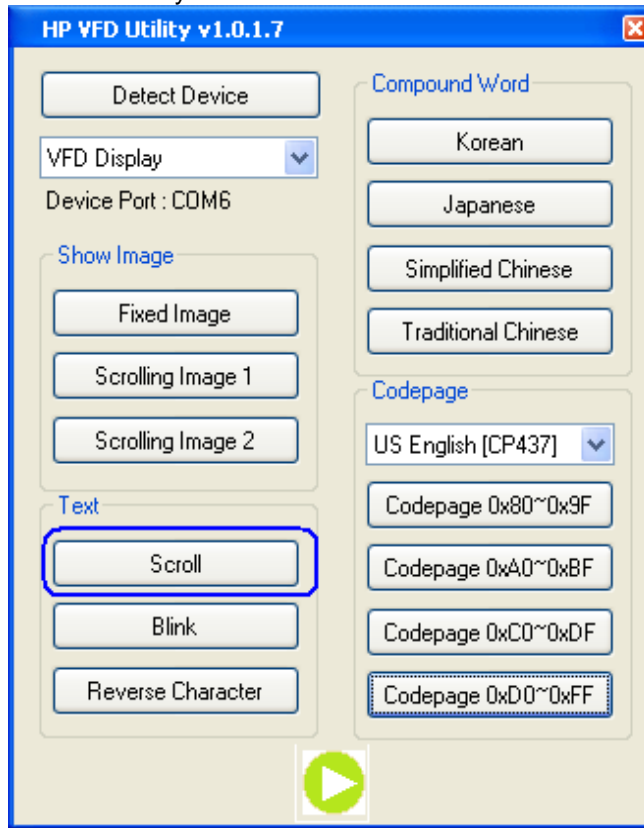 HP VFD Utility v1.0.1.7
Detect Device
VFD Display
Device Port : COM6
Show Image
Fixed Image
Scrolling Image 1
Scrolling Image 2
Text
Scroll
Blink
Reverse Character
Compound Word
Korean
Japanese
Simplified Chinese
Traditional Chinese
Codepage
US English [CP437]
Codepage 0x80~0x9F
Codepage 0xA0~0xBF
Codepage 0xC0~0xDF
Codepage 0xD0~0xFF